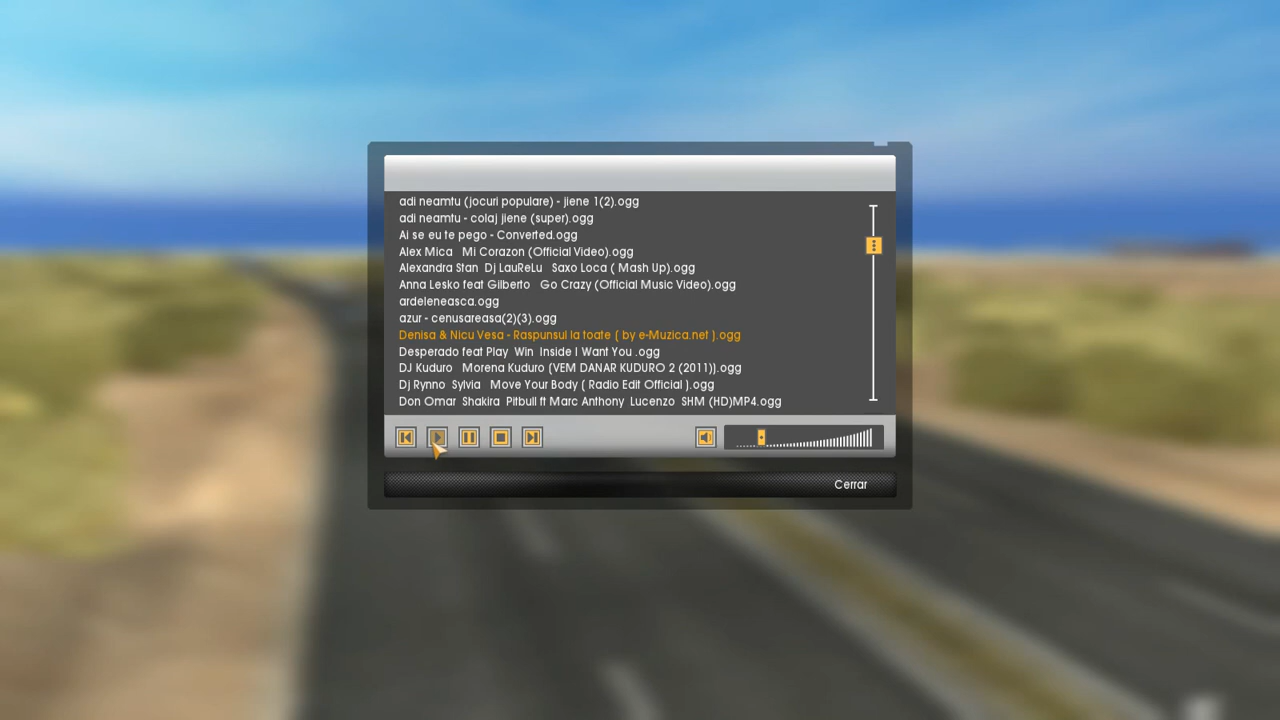 adi neamtu (jocuri populare) - jiene 1(2).ogg
adi neamtu - colaj jiene (super).ogg
Ai se eu te pego - Converted.ogg
Alex Mica   Mi Corazon (Official Video).ogg
Alexandra Stan  Dj LauReLu   Saxo Loca ( Mash Up).ogg
Anna Lesko feat Gilberto   Go Crazy (Official Music Video).ogg
ardeleneasca.ogg
azur - cenusareasa(2)(3).ogg
Denisa & Nicu Vesa - Raspunsul la toate ( by e-Muzica.net ).ogg
Desperado feat Play  Win  Inside I Want You .ogg
DJ Kuduro   Morena Kuduro (VEM DANAR KUDURO 2 (2011)).ogg
Dj Rynno  Sylvia   Move Your Body ( Radio Edit Official ).ogg
Don Omar  Shakira  Pitbull ft Marc Anthony  Lucenzo  SHM (HD)MP4.ogg
Cerrar